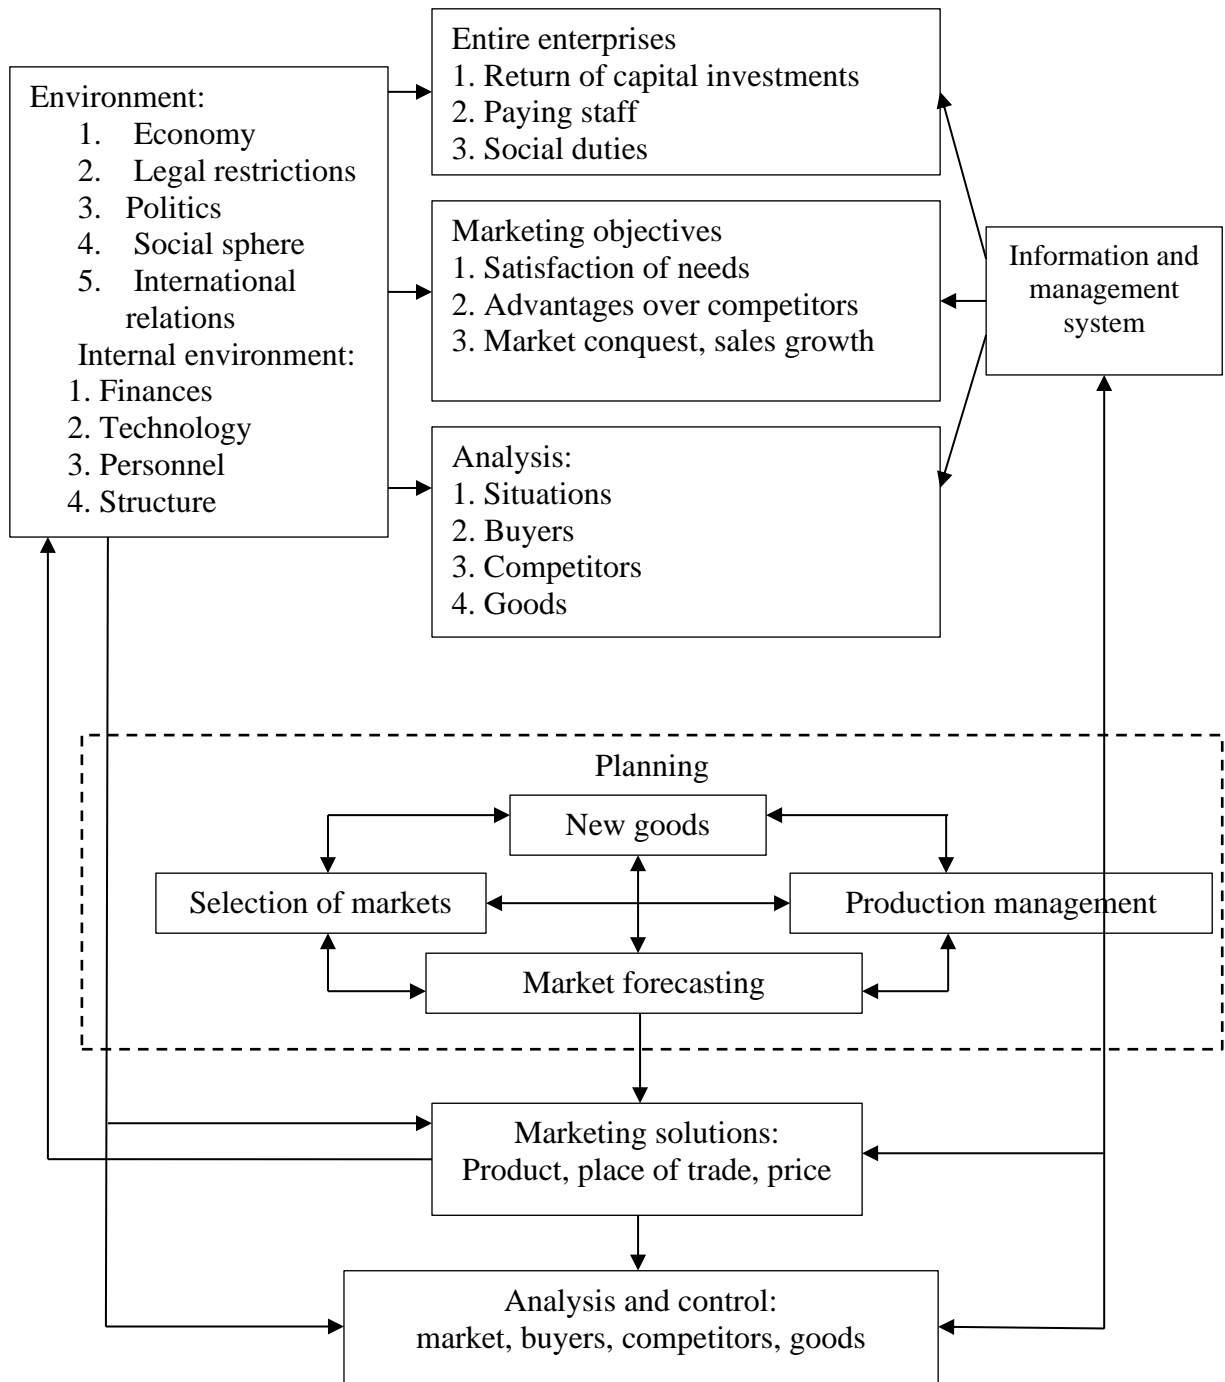 Environment:
1. Economy
2. Legal restrictions
3. Politics
4. Social sphere
5. International
relations
Internal environment:
1. Finances
2. Technology
3. Personnel
4. Structure
Entire enterprises
1. Return of capital investments
2. Paying staff
3. Social duties
Marketing objectives
1. Satisfaction of needs
2. Advantages over competitors
3. Market conquest, sales growth
Analysis:
1. Situations
2. Buyers
3. Competitors
4. Goods
Information and
management
system
Planning
New goods
Selection of markets
Production management
Market forecasting
Marketing solutions:
Product, place of trade, price
Analysis and control:
market, buyers, competitors, goods